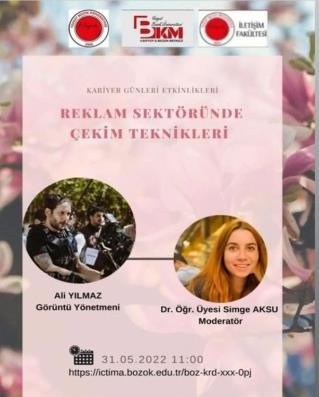 BKM
İLETİŞİM
FAKÜLTESİ
KARİYER GÜNLERİ ETKİNLİKLERİ
REKLAM SEKTÖRÜNDE
ÇEKİM TEKNİKLERİ
Ali YILMAZ
Görüntü Yönetmeni
Dr. Öğr. Üyesi Simge AKSU
Moderatör
31.05.2022 11:00
https://ictima.bozok.edu.tr/boz-krd-xxx-0pj